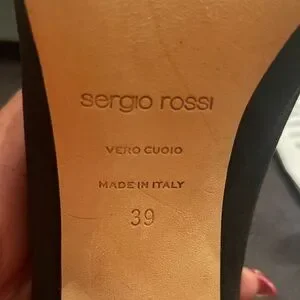 sergio rossi
VERO CUOIO
MADE IN ITALY
39